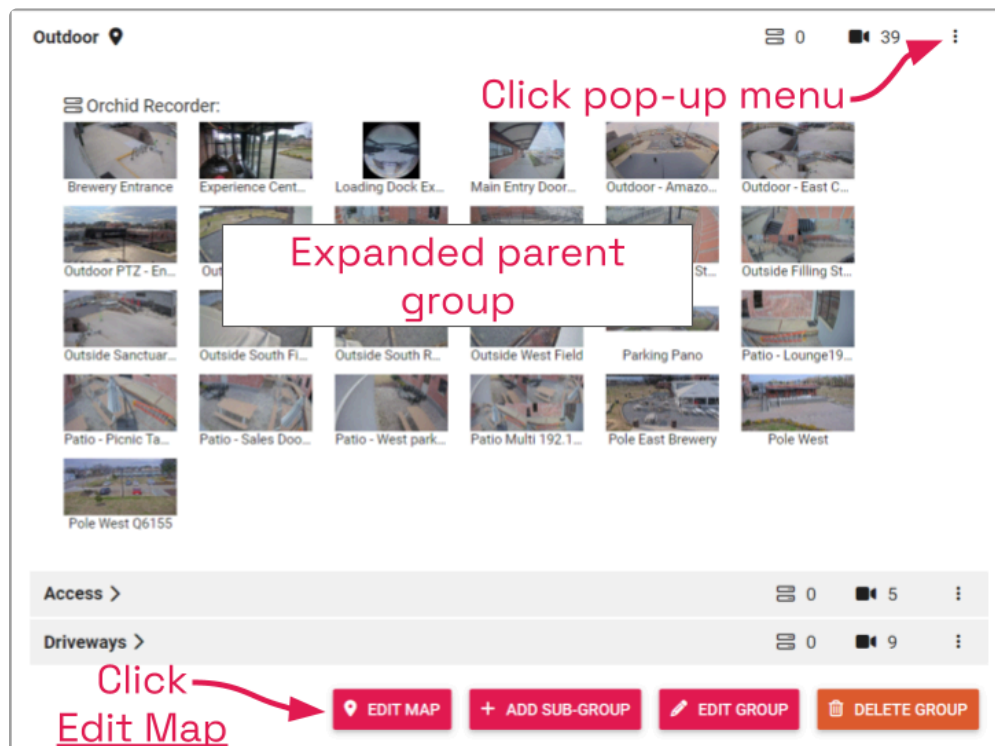 Outdoor 0 39
Click pop-up menu
Orchid Recorder:
Brewery Entrance Experience Cent... Loading Dock Ex... Main Entry Door... Outdoor - Amazo... Outdoor - East C...
Expanded parent
group
Outdoor PTZ - En... Out St... Outside Filling St...
Outside Sanctuar... Outside South Fi... Outside South R... Outside West Field Parking Pano Patio - Lounge19...
Patio - Picnic Ta... Patio - Sales Doo... Patio - West park... Patio Multi 192.1... Pole East Brewery Pole West
Pole West Q6155
Access > 0 5
Driveways > 0 9
Click
Edit Map
EDIT MAP + ADD SUB-GROUP EDIT GROUP DELETE GROUP